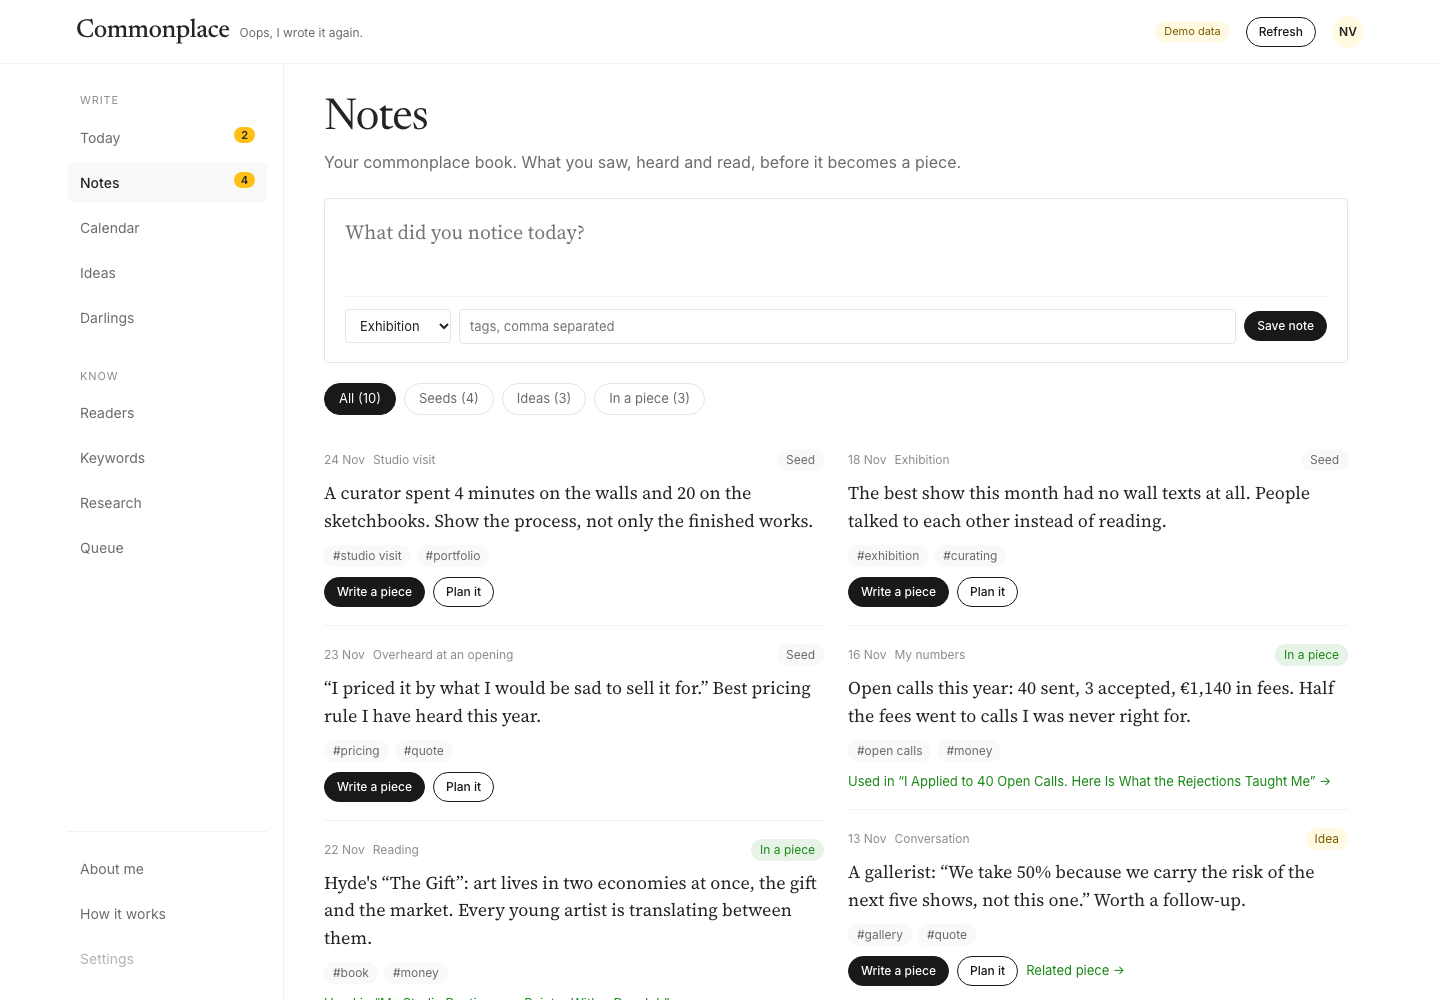 Commonplace Oops, I wrote it again.
Demo data
Refresh
NV
WRITE
Today 2
Notes 4
Calendar
Ideas
Darlings
KNOW
Readers
Keywords
Research
Queue
About me
How it works
Settings
Notes
Your commonplace book. What you saw, heard and read, before it becomes a piece.
What did you notice today?
Exhibition
tags, comma separated
Save note
All (10)
Seeds (4)
Ideas (3)
In a piece (3)
24 Nov Studio visit Seed
A curator spent 4 minutes on the walls and 20 on the
sketchbooks. Show the process, not only the finished works.
#studio visit #portfolio
Write a piece Plan it
23 Nov Overheard at an opening Seed
“I priced it by what I would be sad to sell it for.” Best pricing
rule I have heard this year.
#pricing #quote
Write a piece Plan it
22 Nov Reading In a piece
Hyde's “The Gift”: art lives in two economies at once, the gift
and the market. Every young artist is translating between
them.
#book #money
18 Nov Exhibition Seed
The best show this month had no wall texts at all. People
talked to each other instead of reading.
#exhibition #curating
Write a piece Plan it
16 Nov My numbers In a piece
Open calls this year: 40 sent, 3 accepted, €1,140 in fees. Half
the fees went to calls I was never right for.
#open calls #money
Used in “I Applied to 40 Open Calls. Here Is What the Rejections Taught Me” →
13 Nov Conversation Idea
A gallerist: “We take 50% because we carry the risk of the
next five shows, not this one.” Worth a follow-up.
#gallery #quote
Write a piece Plan it Related piece →